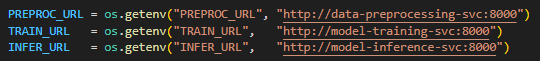 PREPROC_URL = os.getenv("PREPROC_URL", "http://data-preprocessing-svc:8000")
TRAIN_URL   = os.getenv("TRAIN_URL",   "http://model-training-svc:8000")
INFER_URL   = os.getenv("INFER_URL",   "http://model-inference-svc:8000")